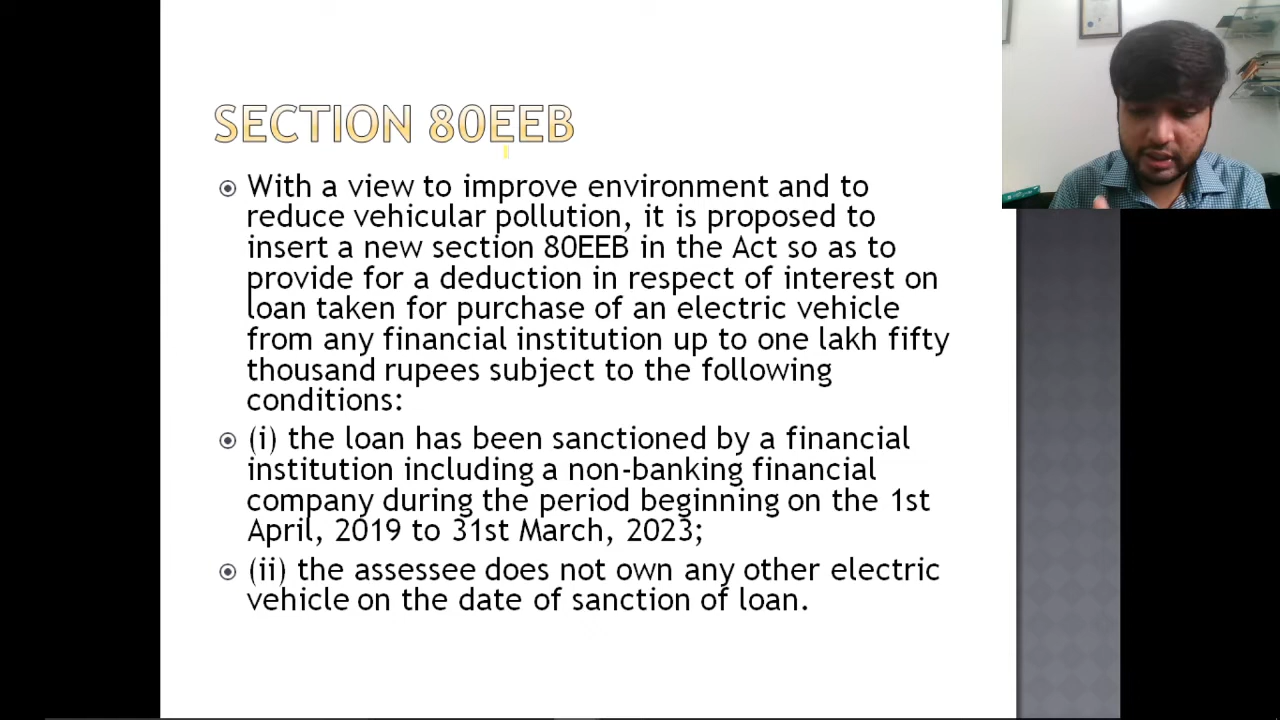 SECTION 80EEB
With a view to improve environment and to
reduce vehicular pollution, it is proposed to
insert a new section 80EEB in the Act so as to
provide for a deduction in respect of interest on
loan taken for purchase of an electric vehicle
from any financial institution up to one lakh fifty
thousand rupees subject to the following
conditions:
(i) the loan has been sanctioned by a financial
institution including a non-banking financial
company during the period beginning on the 1st
April, 2019 to 31st March, 2023;
(ii) the assessee does not own any other electric
vehicle on the date of sanction of loan.